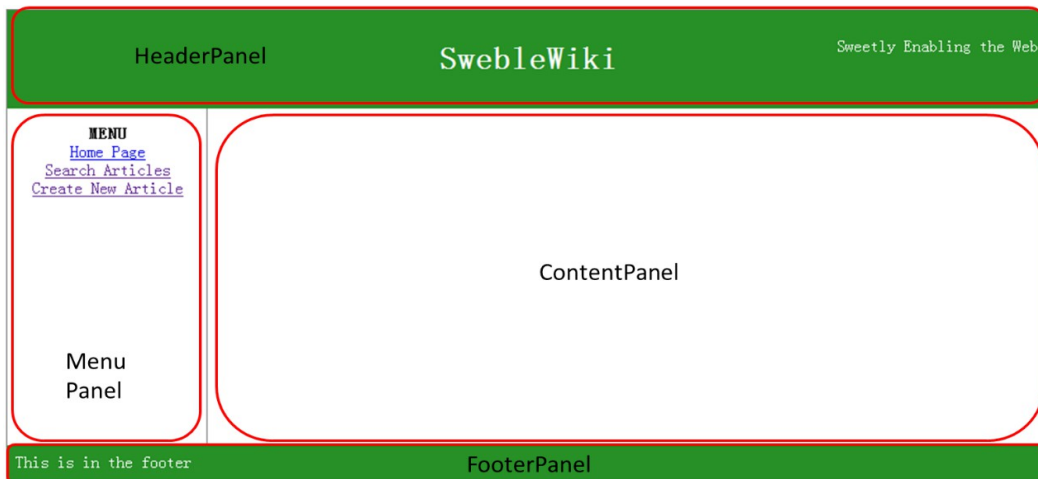 HeaderPanel
SwebleWiki
Sweetly Enabling the Web
MENU
Home Page
Search Articles
Create New Article
Menu
Panel
ContentPanel
This is in the footer
FooterPanel